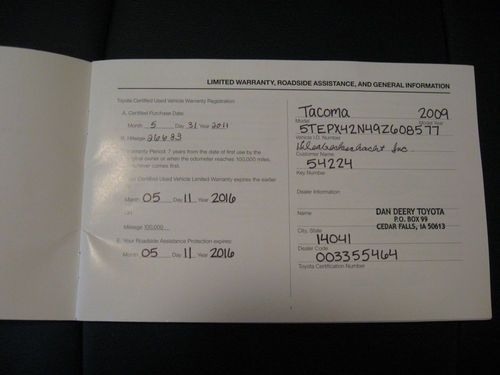 LIMITED WARRANTY, ROADSIDE ASSISTANCE, AND GENERAL INFORMATION
Toyota Certified Used Vehicle Warranty Registration
A. Certified Purchase Date:
Month 5 Day 31 Year 2011
B. Mileage 26683
Warranty Period: 7 years from the date of first use by the
original owner or when the odometer reaches 100,000 miles,
whichever comes first.
Certified Used Vehicle Limited Warranty expires the earlier
Month 05 Day 11 Year 2016
OR
Mileage 100,000
Your Roadside Assistance Protection expires:
Month 05 Day 11 Year 2016
Tacoma 2009
Model Model Year
5TEPX42N49Z608577
Vehicle I.D. Number
Inc
Customer Name
54224
Key Number
Dealer Information
Name DAN DEERY TOYOTA
P.O. BOX 99
CEDAR FALLS, IA 50613
City, State
14041
Dealer Code
003355464
Toyota Certification Number